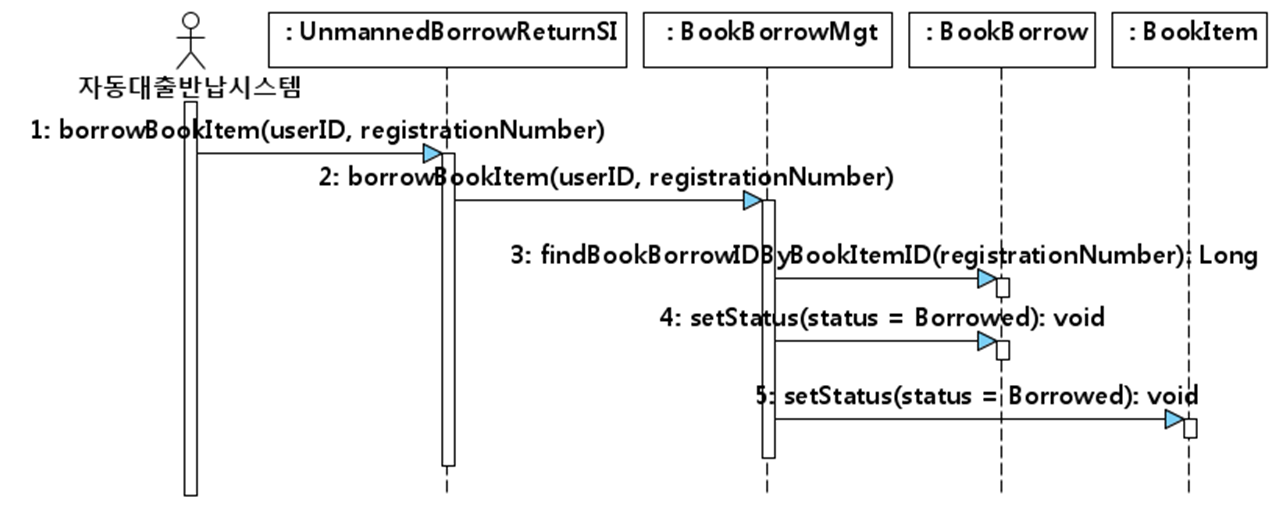 : UnmannedBorrowReturnSI
: BookBorrowMgt
: BookBorrow
: BookItem
자동대출반납시스템
1: borrowBookItem(userID, registrationNumber)
2: borrowBookItem(userID, registrationNumber)
3: findBookBorrowIDByBookItemID(registrationNumber): Long
4: setStatus(status = Borrowed): void
5: setStatus(status = Borrowed): void